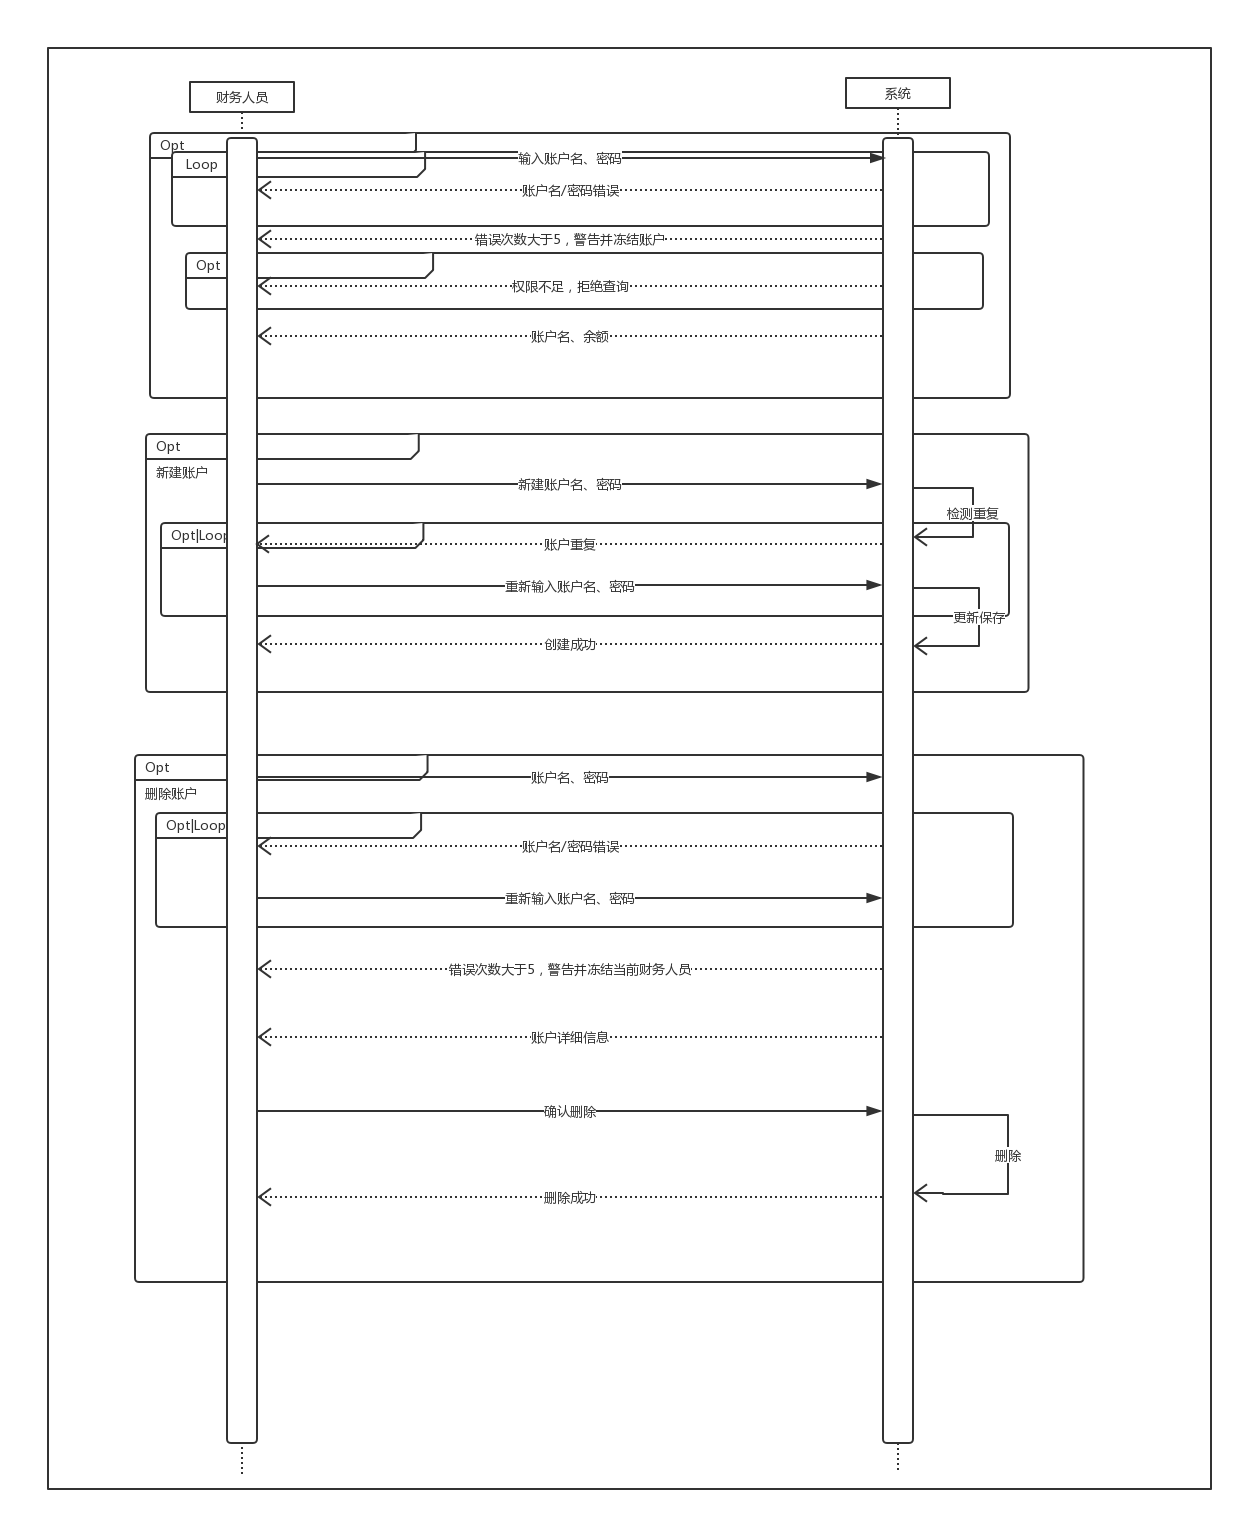 财务人员
系统
Opt
Loop
输入账户名、密码
账户名/密码错误
错误次数大于5，警告并冻结账户
Opt
权限不足，拒绝查询
账户名、余额
Opt
新建账户
新建账户名、密码
检测重复
Opt|Loop
账户重复
重新输入账户名、密码
更新保存
创建成功
Opt
账户名、密码
删除账户
Opt|Loop
账户名/密码错误
重新输入账户名、密码
错误次数大于5，警告并冻结当前财务人员
账户详细信息
确认删除
删除
删除成功